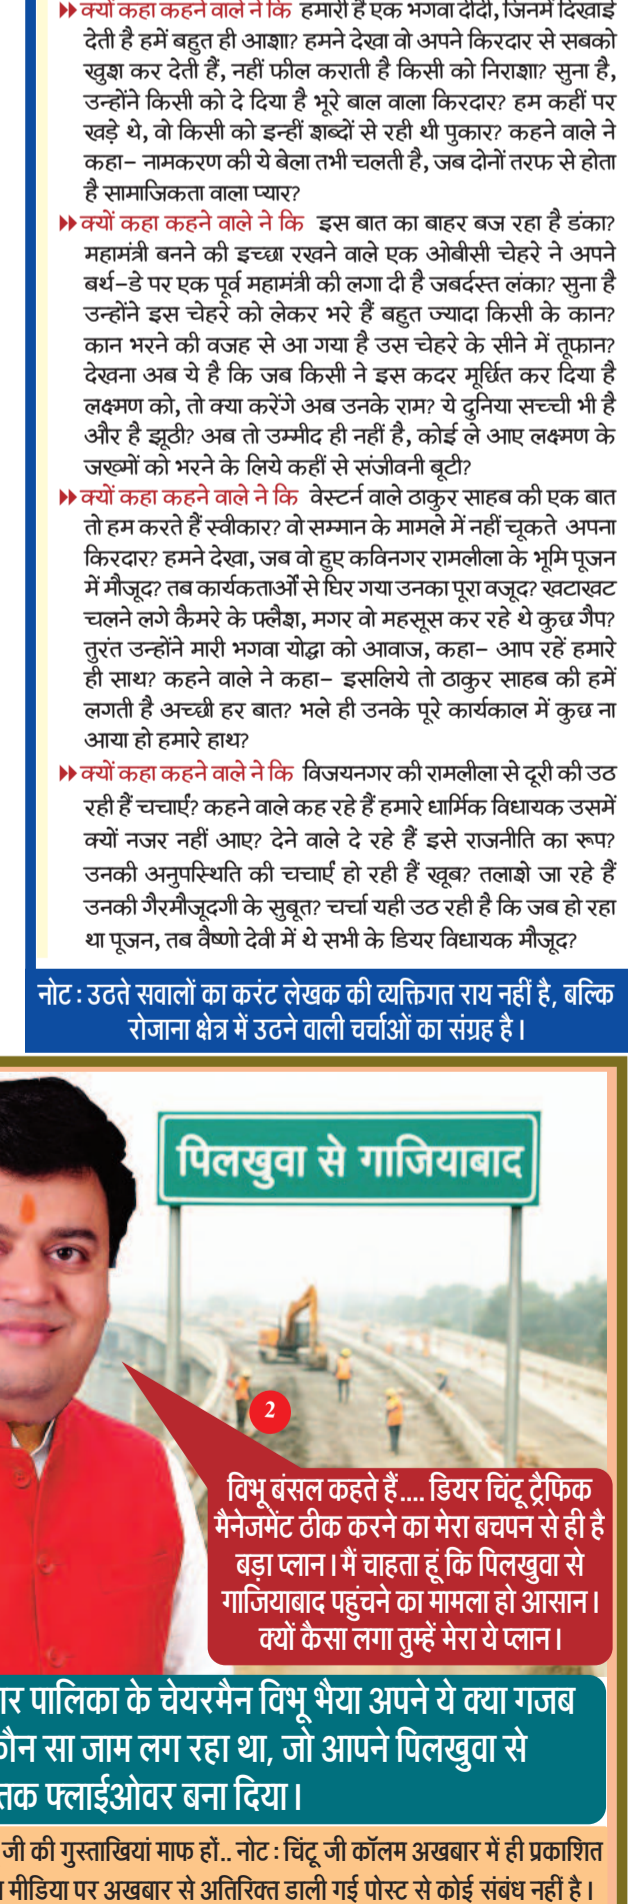 क्यों कहा कहने वाले ने कि हमारी है एक भगवा दीदी, जिनमें दिखाई
देती है हमें बहुत ही आशा? हमने देखा वो अपने किरदार से सबको
खुश कर देती हैं, नहीं फील कराती है किसी को निराशा? सुना है,
उन्होंने किसी को दे दिया है भूरे बाल वाला किरदार? हम कहीं पर
खड़े थे, वो किसी को इन्हीं शब्दों से रही थी पुकार? कहने वाले ने
कहा– नामकरण की ये बेला तभी चलती है, जब दोनों तरफ से होता
है सामाजिकता वाला प्यार?
क्यों कहा कहने वाले ने कि इस बात का बाहर बज रहा है डंका?
महामंत्री बनने की इच्छा रखने वाले एक ओबीसी चेहरे ने अपने
बर्थ–डे पर एक पूर्व महामंत्री की लगा दी है जबर्दस्त लंका? सुना है
उन्होंने इस चेहरे को लेकर भरे हैं बहुत ज्यादा किसी के कान?
कान भरने की वजह से आ गया है उस चेहरे के सीने में तूफान?
देखना अब ये है कि जब किसी ने इस कदर मूर्छित कर दिया है
लक्ष्मण को, तो क्या करेंगे अब उनके राम? ये दुनिया सच्ची भी है
और है झूठी? अब तो उम्मीद ही नहीं है, कोई ले आए लक्ष्मण के
जख्मों को भरने के लिये कहीं से संजीवनी बूटी?
क्यों कहा कहने वाले ने कि वेस्टर्न वाले ठाकुर साहब की एक बात
तो हम करते हैं स्वीकार? वो सम्मान के मामले में नहीं चूकते अपना
किरदार? हमने देखा, जब वो हुए कविनगर रामलीला के भूमि पूजन
में मौजूद? तब कार्यकताओं से घिर गया उनका पूरा वजूद? खटाखट
चलने लगे कैमरे के फ्लैश, मगर वो महसूस कर रहे थे कुछ गैप?
तुरंत उन्होंने मारी भगवा योद्धा को आवाज, कहा– आप रहें हमारे
ही साथ? कहने वाले ने कहा– इसलिये तो ठाकुर साहब की हमें
लगती है अच्छी हर बात? भले ही उनके पूरे कार्यकाल में कुछ ना
आया हो हमारे हाथ?
क्यों कहा कहने वाले ने कि विजयनगर की रामलीला से दूरी की उठ
रही हैं चर्चाएं? कहने वाले कह रहे हैं हमारे धार्मिक विधायक उसमें
क्यों नजर नहीं आए? देने वाले दे रहे हैं इसे राजनीति का रूप?
उनकी अनुपस्थिति की चर्चाएं हो रही हैं खूब? तलाशे जा रहे हैं
उनकी गैरमौजूदगी के सुबूत? चर्चा यही उठ रही है कि जब हो रहा
था पूजन, तब वैष्णो देवी में थे सभी के डियर विधायक मौजूद?
नोट : उठते सवालों का करंट लेखक की व्यक्तिगत राय नहीं है, बल्कि
रोजाना क्षेत्र में उठने वाली चर्चाओं का संग्रह है।
पिलखुवा से गाजियाबाद
2
विभू बंसल कहते हैं.... डियर चिंटू ट्रैफिक
मैनेजमेंट ठीक करने का मेरा बचपन से ही है
बड़ा प्लान। मैं चाहता हूं कि पिलखुवा से
गाजियाबाद पहुंचने का मामला हो आसान।
क्यों कैसा लगा तुम्हें मेरा ये प्लान।
पालिका के चेयरमैन विभू भैया अपने ये क्या गजब
सा जाम लग रहा था, जो आपने पिलखुवा से
तक फ्लाईओवर बना दिया।
जी की गुस्ताखियां माफ हों.. नोट : चिंटू जी कॉलम अखबार में ही प्रकाशित
मीडिया पर अखबार से अतिरिक्त डाली गई पोस्ट से कोई संबंध नहीं है।